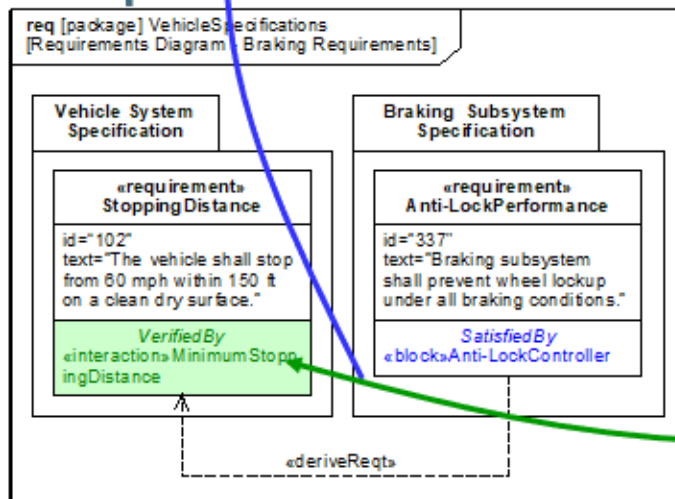 req [package] VehicleSpecifications
[Requirements Diagram - Braking Requirements]
Vehicle System
Specification
Braking Subsystem
Specification
«requirement»
StoppingDistance
id="102"
text="The vehicle shall stop
from 60 mph within 150 ft
on a clean dry surface."
VerifiedBy
«interaction»MinimumStopp-
ingDistance
«requirement»
Anti-LockPerformance
id="337"
text="Braking subsystem
shall prevent wheel lockup
under all braking conditions."
SatisfiedBy
«block»Anti-LockController
«deriveReqt»